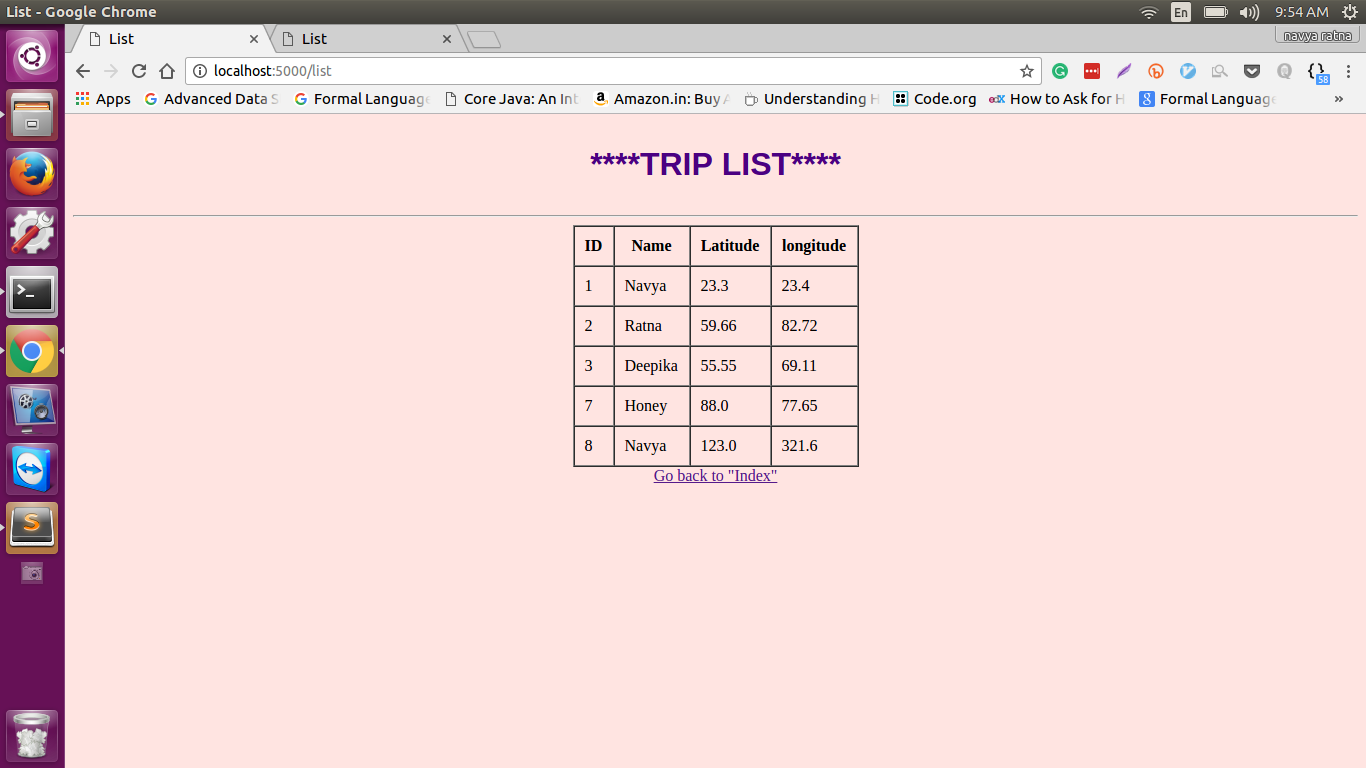 List - Google Chrome
En
9:54 AM
List
List
navya ratna
localhost:5000/list
58
Apps
Advanced Data S
Formal Language
Core Java: An Int
Amazon.in: Buy A
Understanding H
Code.org
How to Ask for H
Formal Language
»
****TRIP LIST****
ID Name Latitude longitude
1 Navya 23.3 23.4
2 Ratna 59.66 82.72
3 Deepika 55.55 69.11
7 Honey 88.0 77.65
8 Navya 123.0 321.6
Go back to "Index"